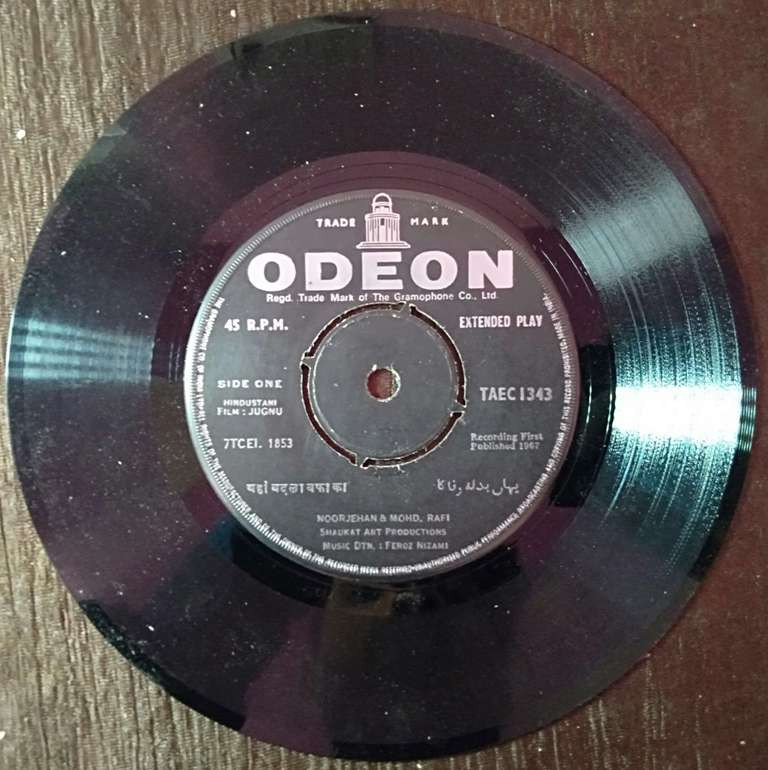 TRADE MARK
ODEON
Regd. Trade Mark of The Gramophone Co., Ltd.
45 R.P.M. EXTENDED PLAY
SIDE ONE TAEC 1343
HINDUSTANI
FILM : JUGNU
7TCEI. 1853
Recording First
Published 1967
यहां बदला वफा का یہاں بدلہ وفا کا
NOORJEHAN & MOHD. RAFI
SHAUKAT ART PRODUCTIONS
MUSIC DTN. : FEROZ NIZAMI